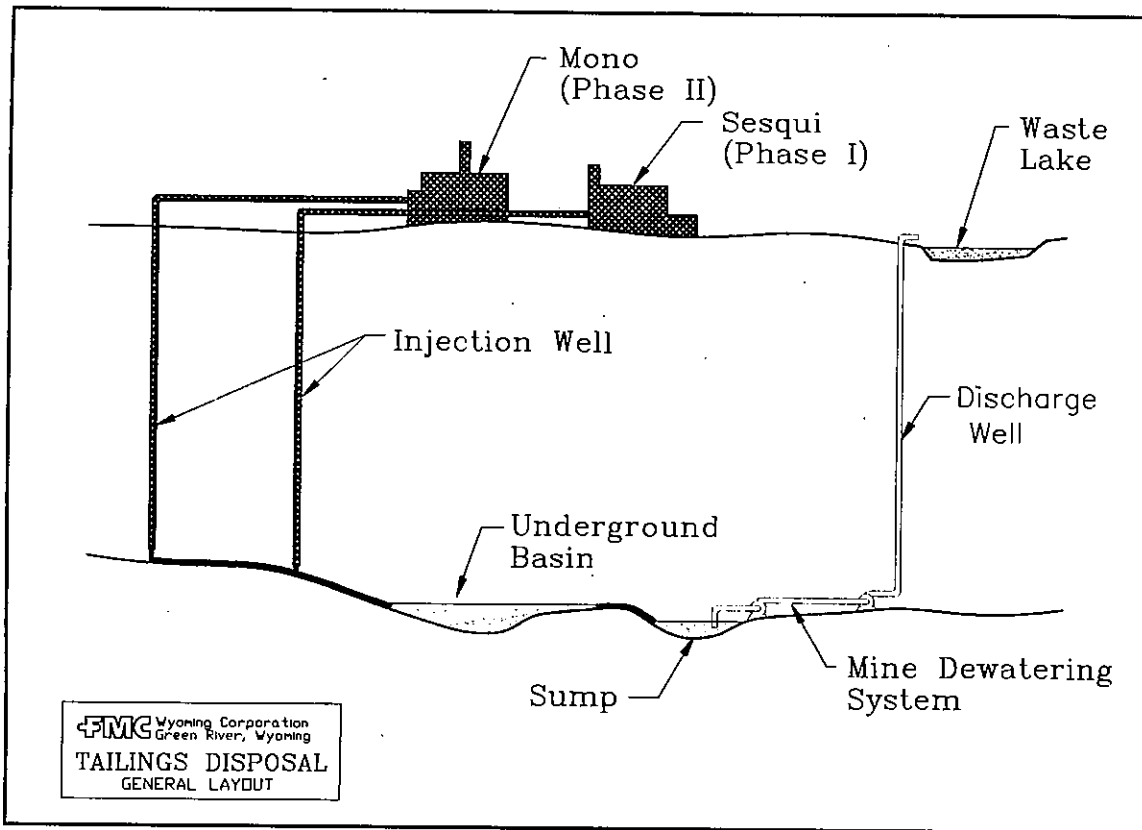 Mono
(Phase II)
Sesqui
(Phase I)
Waste
Lake
Injection Well
Discharge
Well
Underground
Basin
Mine Dewatering
System
Sump
FMC Wyoming Corporation
Green River, Wyoming
TAILINGS DISPOSAL
GENERAL LAYOUT